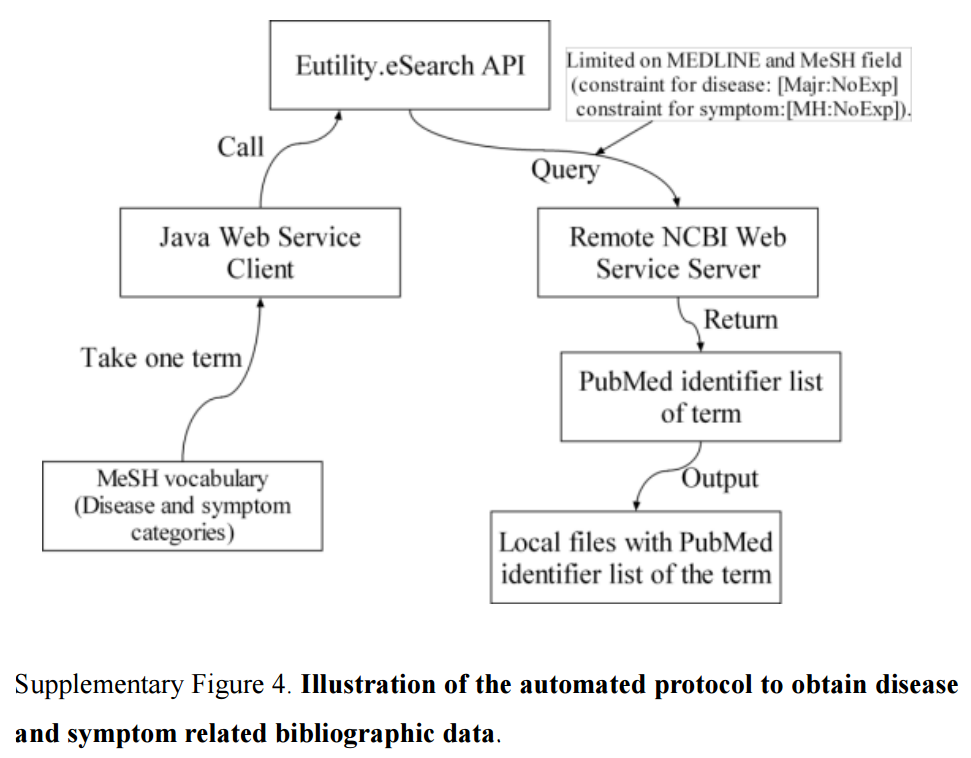 Eutility.eSearch API
Limited on MEDLINE and MeSH field
(constraint for disease: [Majr:NoExp]
constraint for symptom:[MH:NoExp]).
Call
Query
Java Web Service
Client
Remote NCBI Web
Service Server
Return
Take one term
PubMed identifier list
of term
MeSH vocabulary
(Disease and symptom
categories)
Output
Local files with PubMed
identifier list of the term
Supplementary Figure 4. Illustration of the automated protocol to obtain disease
and symptom related bibliographic data.